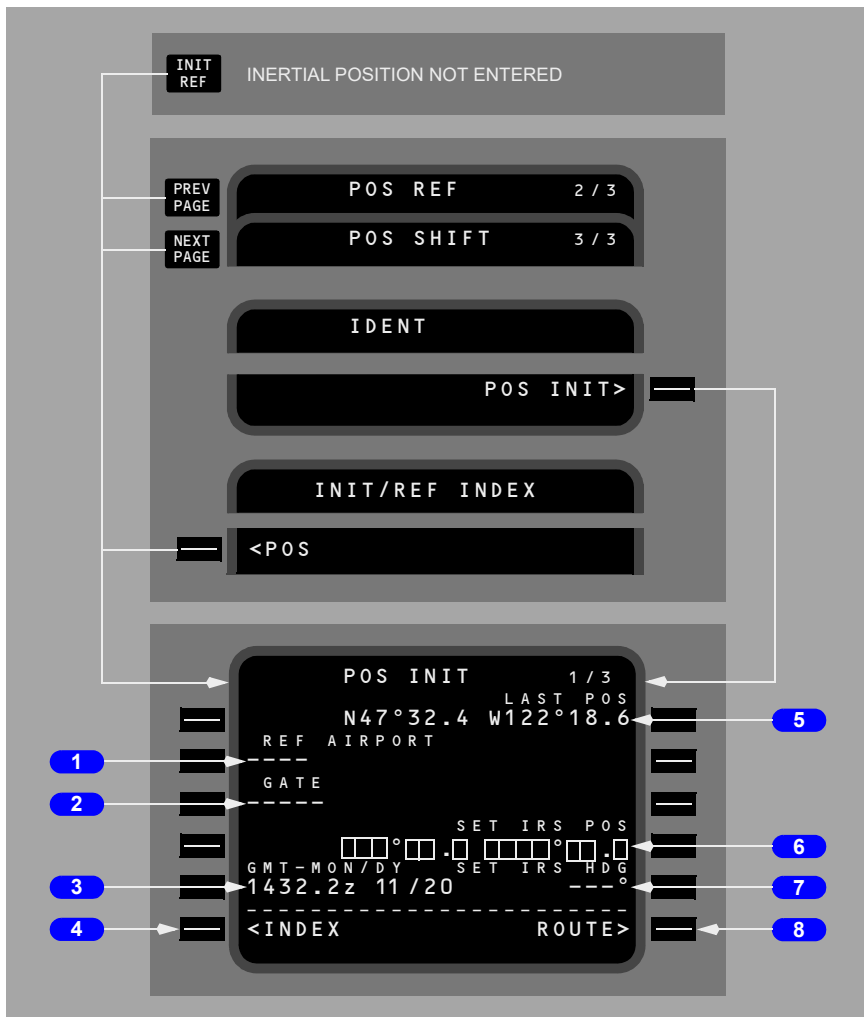 INIT REF
INERTIAL POSITION NOT ENTERED
PREV PAGE
POS REF 2/3
NEXT PAGE
POS SHIFT 3/3
IDENT
POS INIT>
INIT/REF INDEX
<POS
POS INIT 1/3
LAST POS
N47°32.4 W122°18.6
5
REF AIRPORT
1
----
GATE
2
-----
SET IRS POS
□□□°□□.□ □□□□°□□.□
6
GMT-MON/DY SET IRS HDG
3
1432.2z 11/20 ---°
7
------------------------
4
<INDEX ROUTE>
8